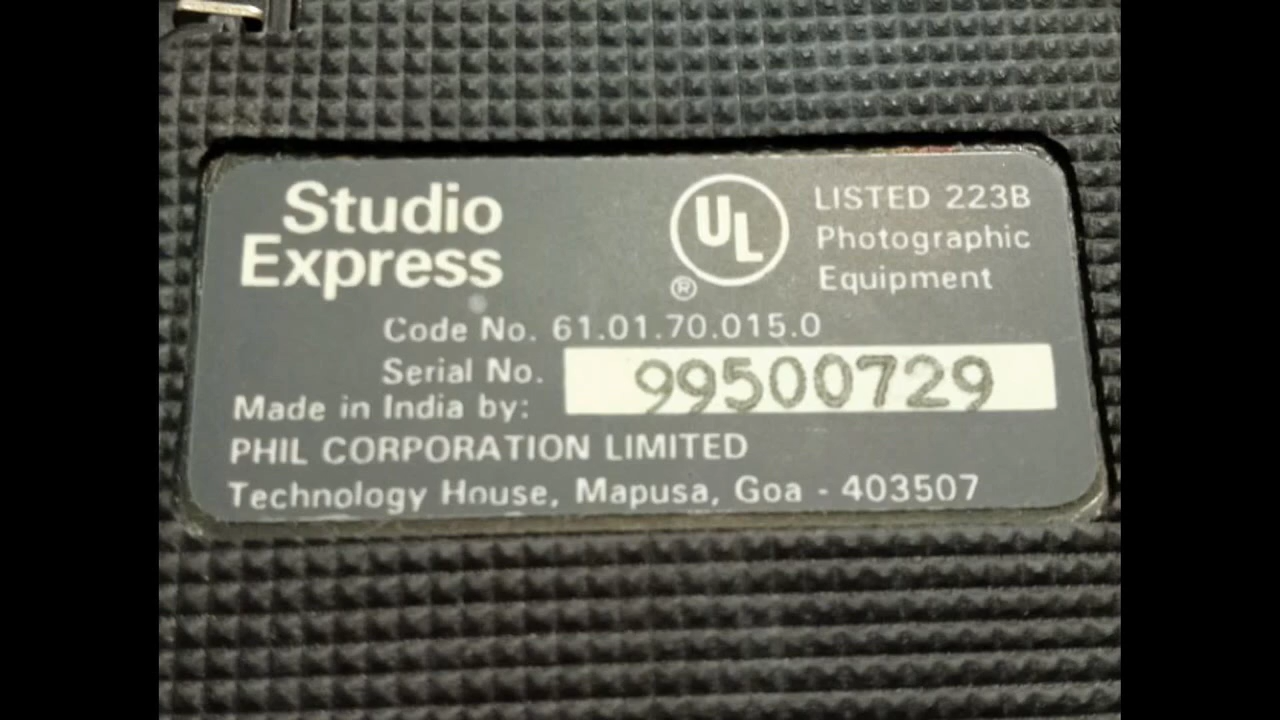 Studio
Express
UL
®
LISTED 223B
Photographic
Equipment
Code No. 61.01.70.015.0
Serial No. 99500729
Made in India by:
PHIL CORPORATION LIMITED
Technology House, Mapusa, Goa - 403507